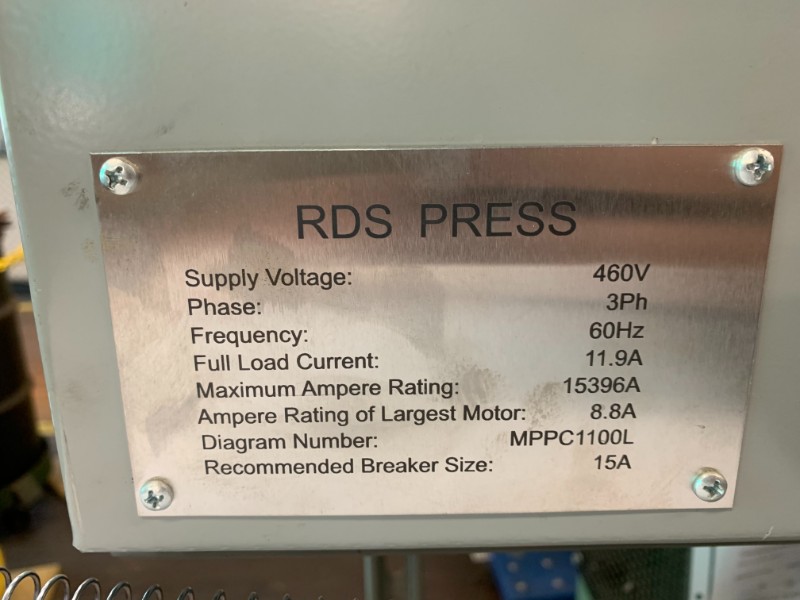 RDS PRESS
Supply Voltage: 460V
Phase: 3Ph
Frequency: 60Hz
Full Load Current: 11.9A
Maximum Ampere Rating: 15396A
Ampere Rating of Largest Motor: 8.8A
Diagram Number: MPPC1100L
Recommended Breaker Size: 15A